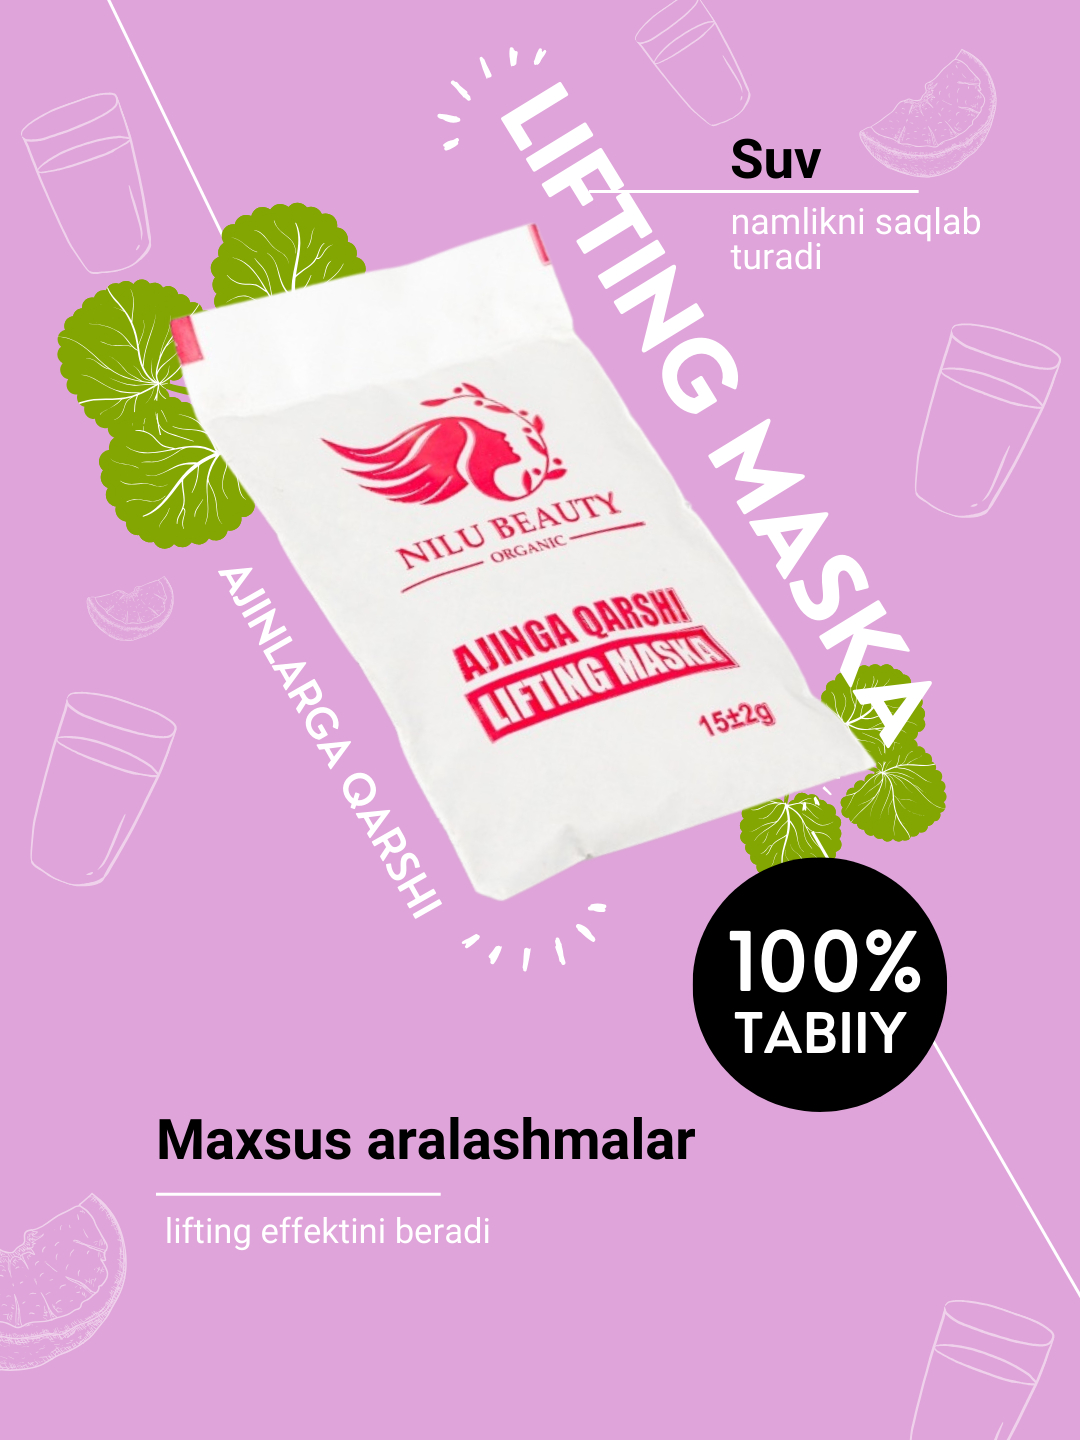 LIFTING MASKA
Suv
namlikni saqlab
turadi
NILU BEAUTY
ORGANIC
AJINGA QARSHI
LIFTING MASKA
15±2g
AJINLARGA QARSHI
100%
TABIIY
Maxsus aralashmalar
lifting effektini beradi